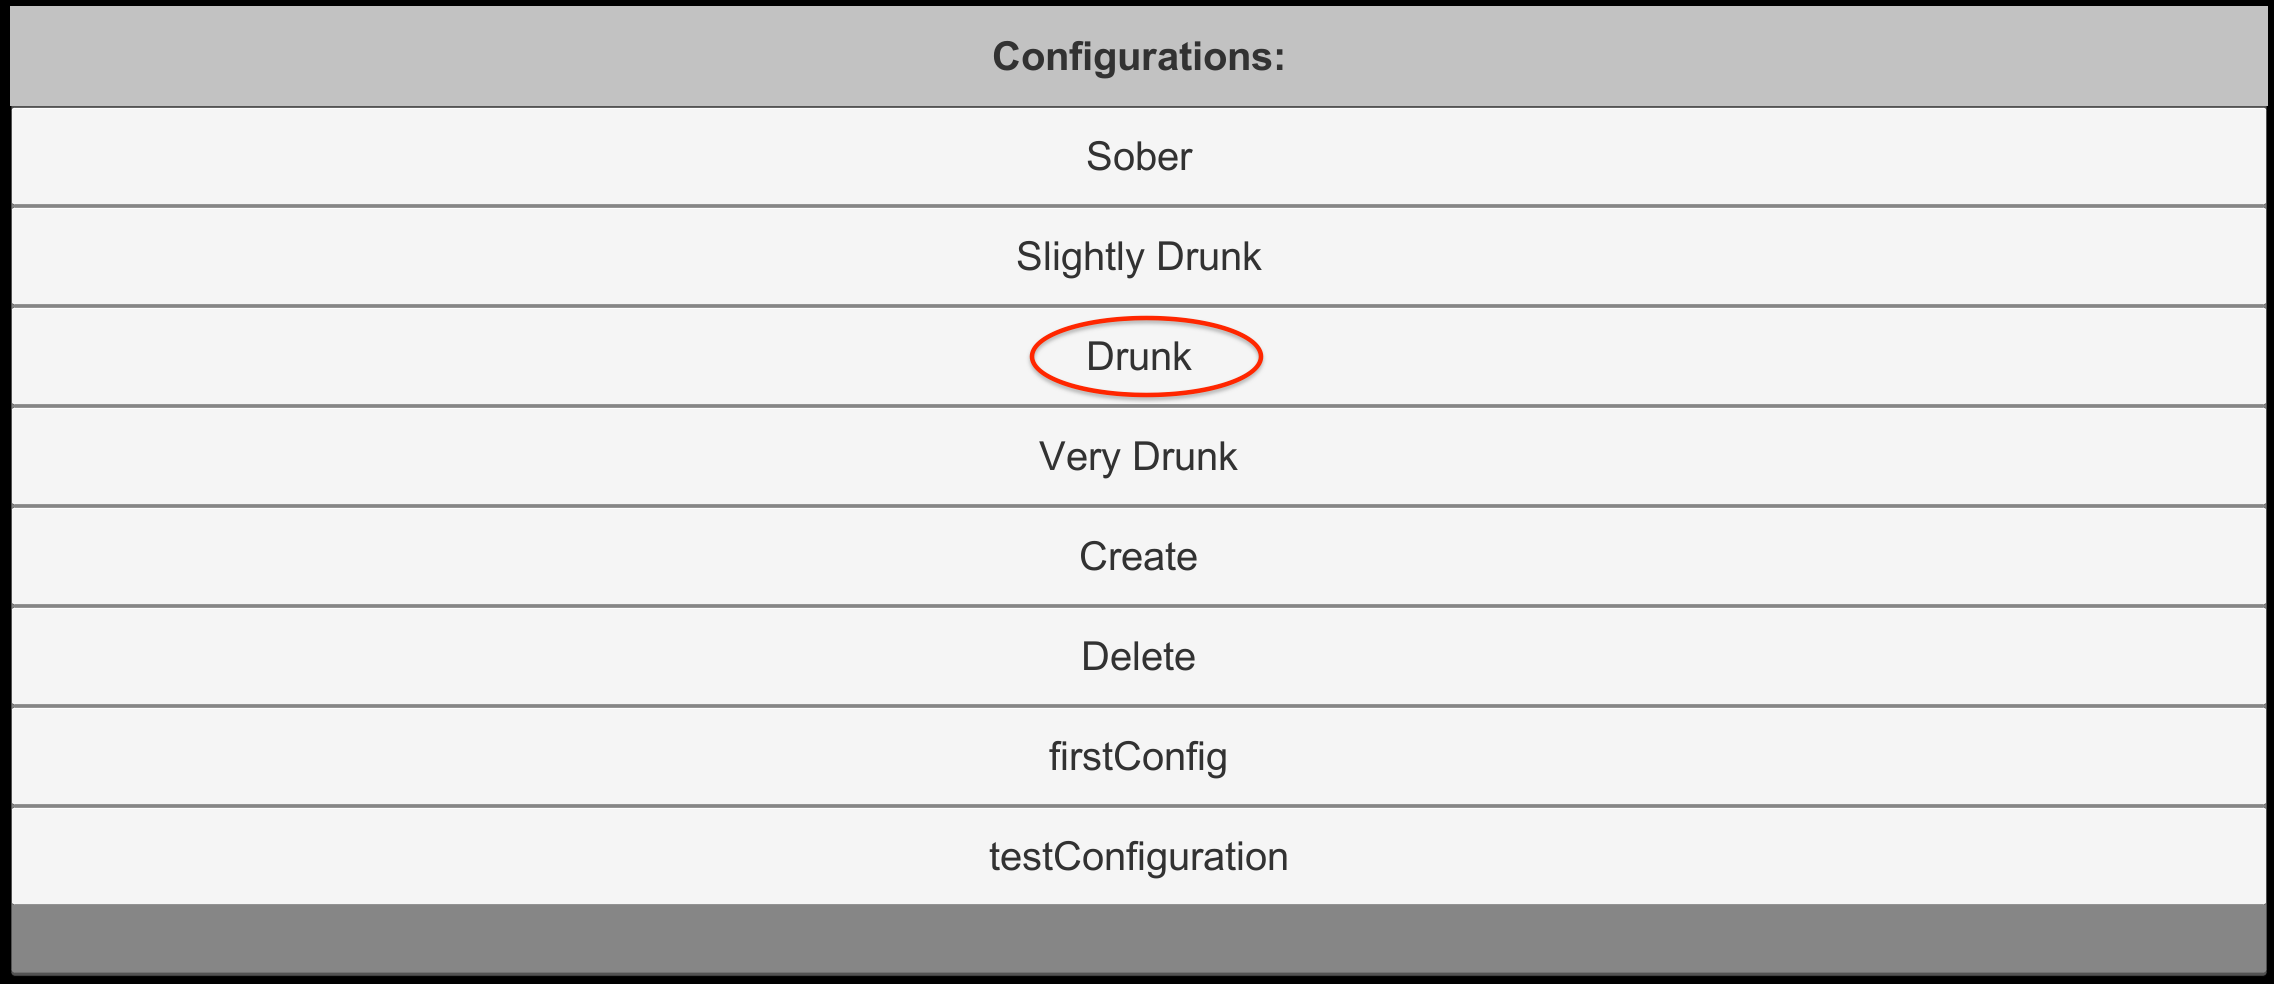 Configurations:
Sober
Slightly Drunk
Drunk
Very Drunk
Create
Delete
firstConfig
testConfiguration